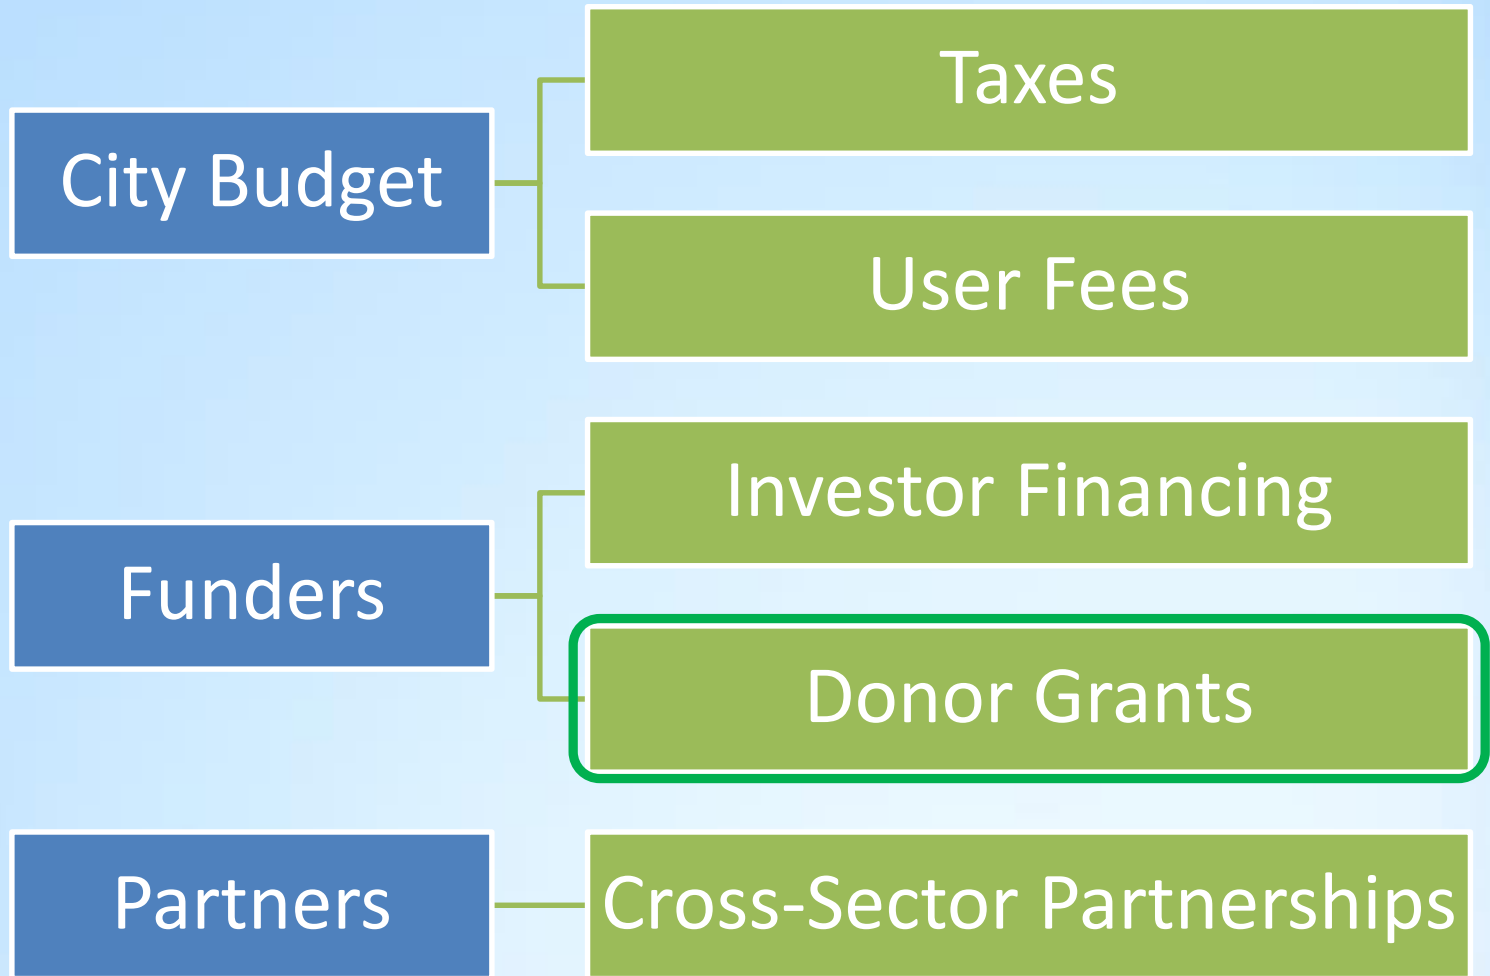 City Budget
Taxes
User Fees
Funders
Investor Financing
Donor Grants
Partners
Cross-Sector Partnerships